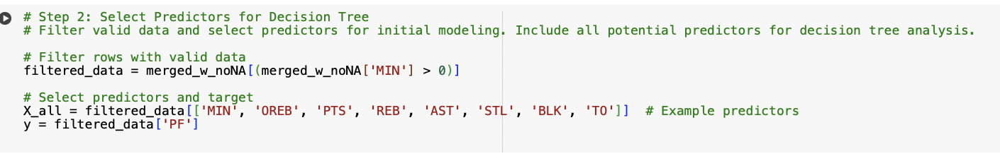 # Step 2: Select Predictors for Decision Tree
# Filter valid data and select predictors for initial modeling. Include all potential predictors for decision tree analysis.
# Filter rows with valid data
filtered_data = merged_w_noNA[(merged_w_noNA['MIN'] > 0)]
# Select predictors and target
X_all = filtered_data[['MIN', 'OREB', 'PTS', 'REB', 'AST', 'STL', 'BLK', 'TO']]  # Example predictors
y = filtered_data['PF']